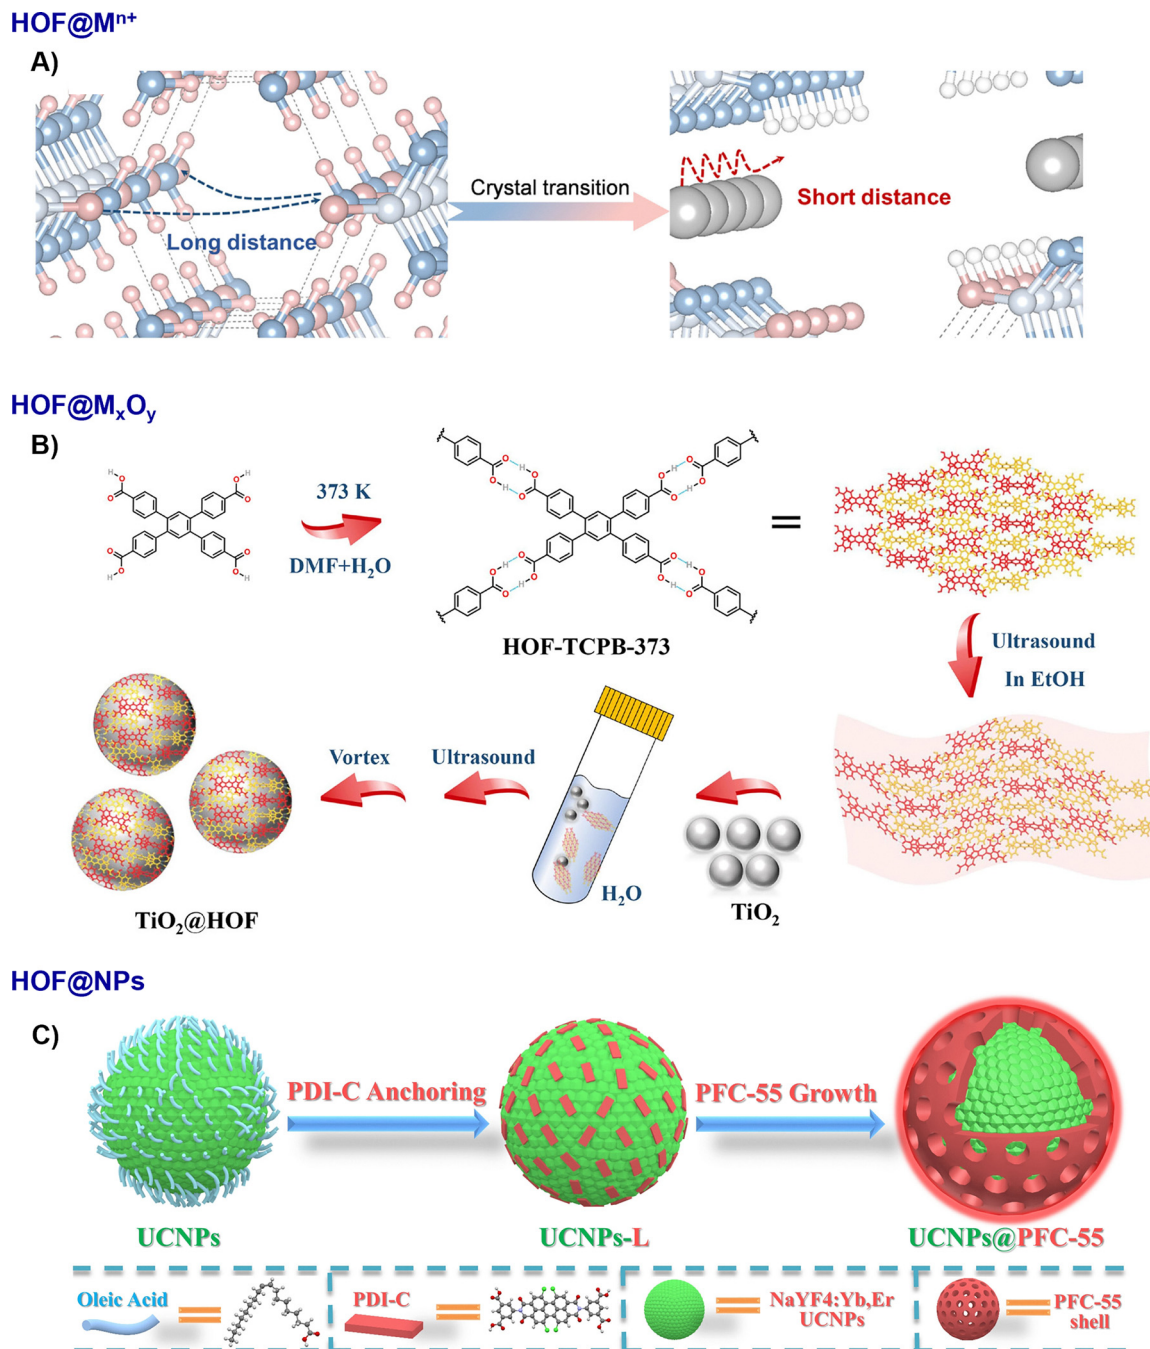 HOF@Mⁿ⁺
A)
Long distance
Crystal transition
Short distance
HOF@MₓOᵧ
B)
373 K
DMF+H₂O
=
HOF-TCPB-373
Ultrasound
In EtOH
Vortex
Ultrasound
H₂O
TiO₂
TiO₂@HOF
HOF@NPs
C)
PDI-C Anchoring
PFC-55 Growth
UCNPs
UCNPs-L
UCNPs@PFC-55
Oleic Acid
PDI-C
NaYF4:Yb,Er
UCNPs
PFC-55
shell